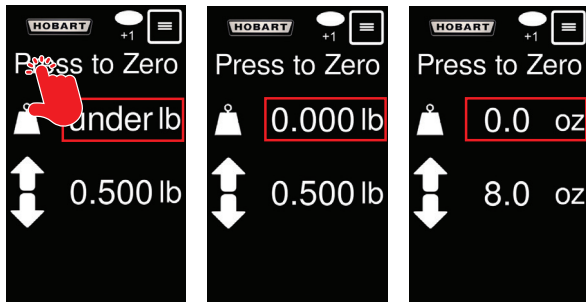 HOBART +1
Press to Zero
under lb
0.500 lb
HOBART +1
Press to Zero
0.000 lb
0.500 lb
HOBART +1
Press to Zero
0.0 oz
8.0 oz